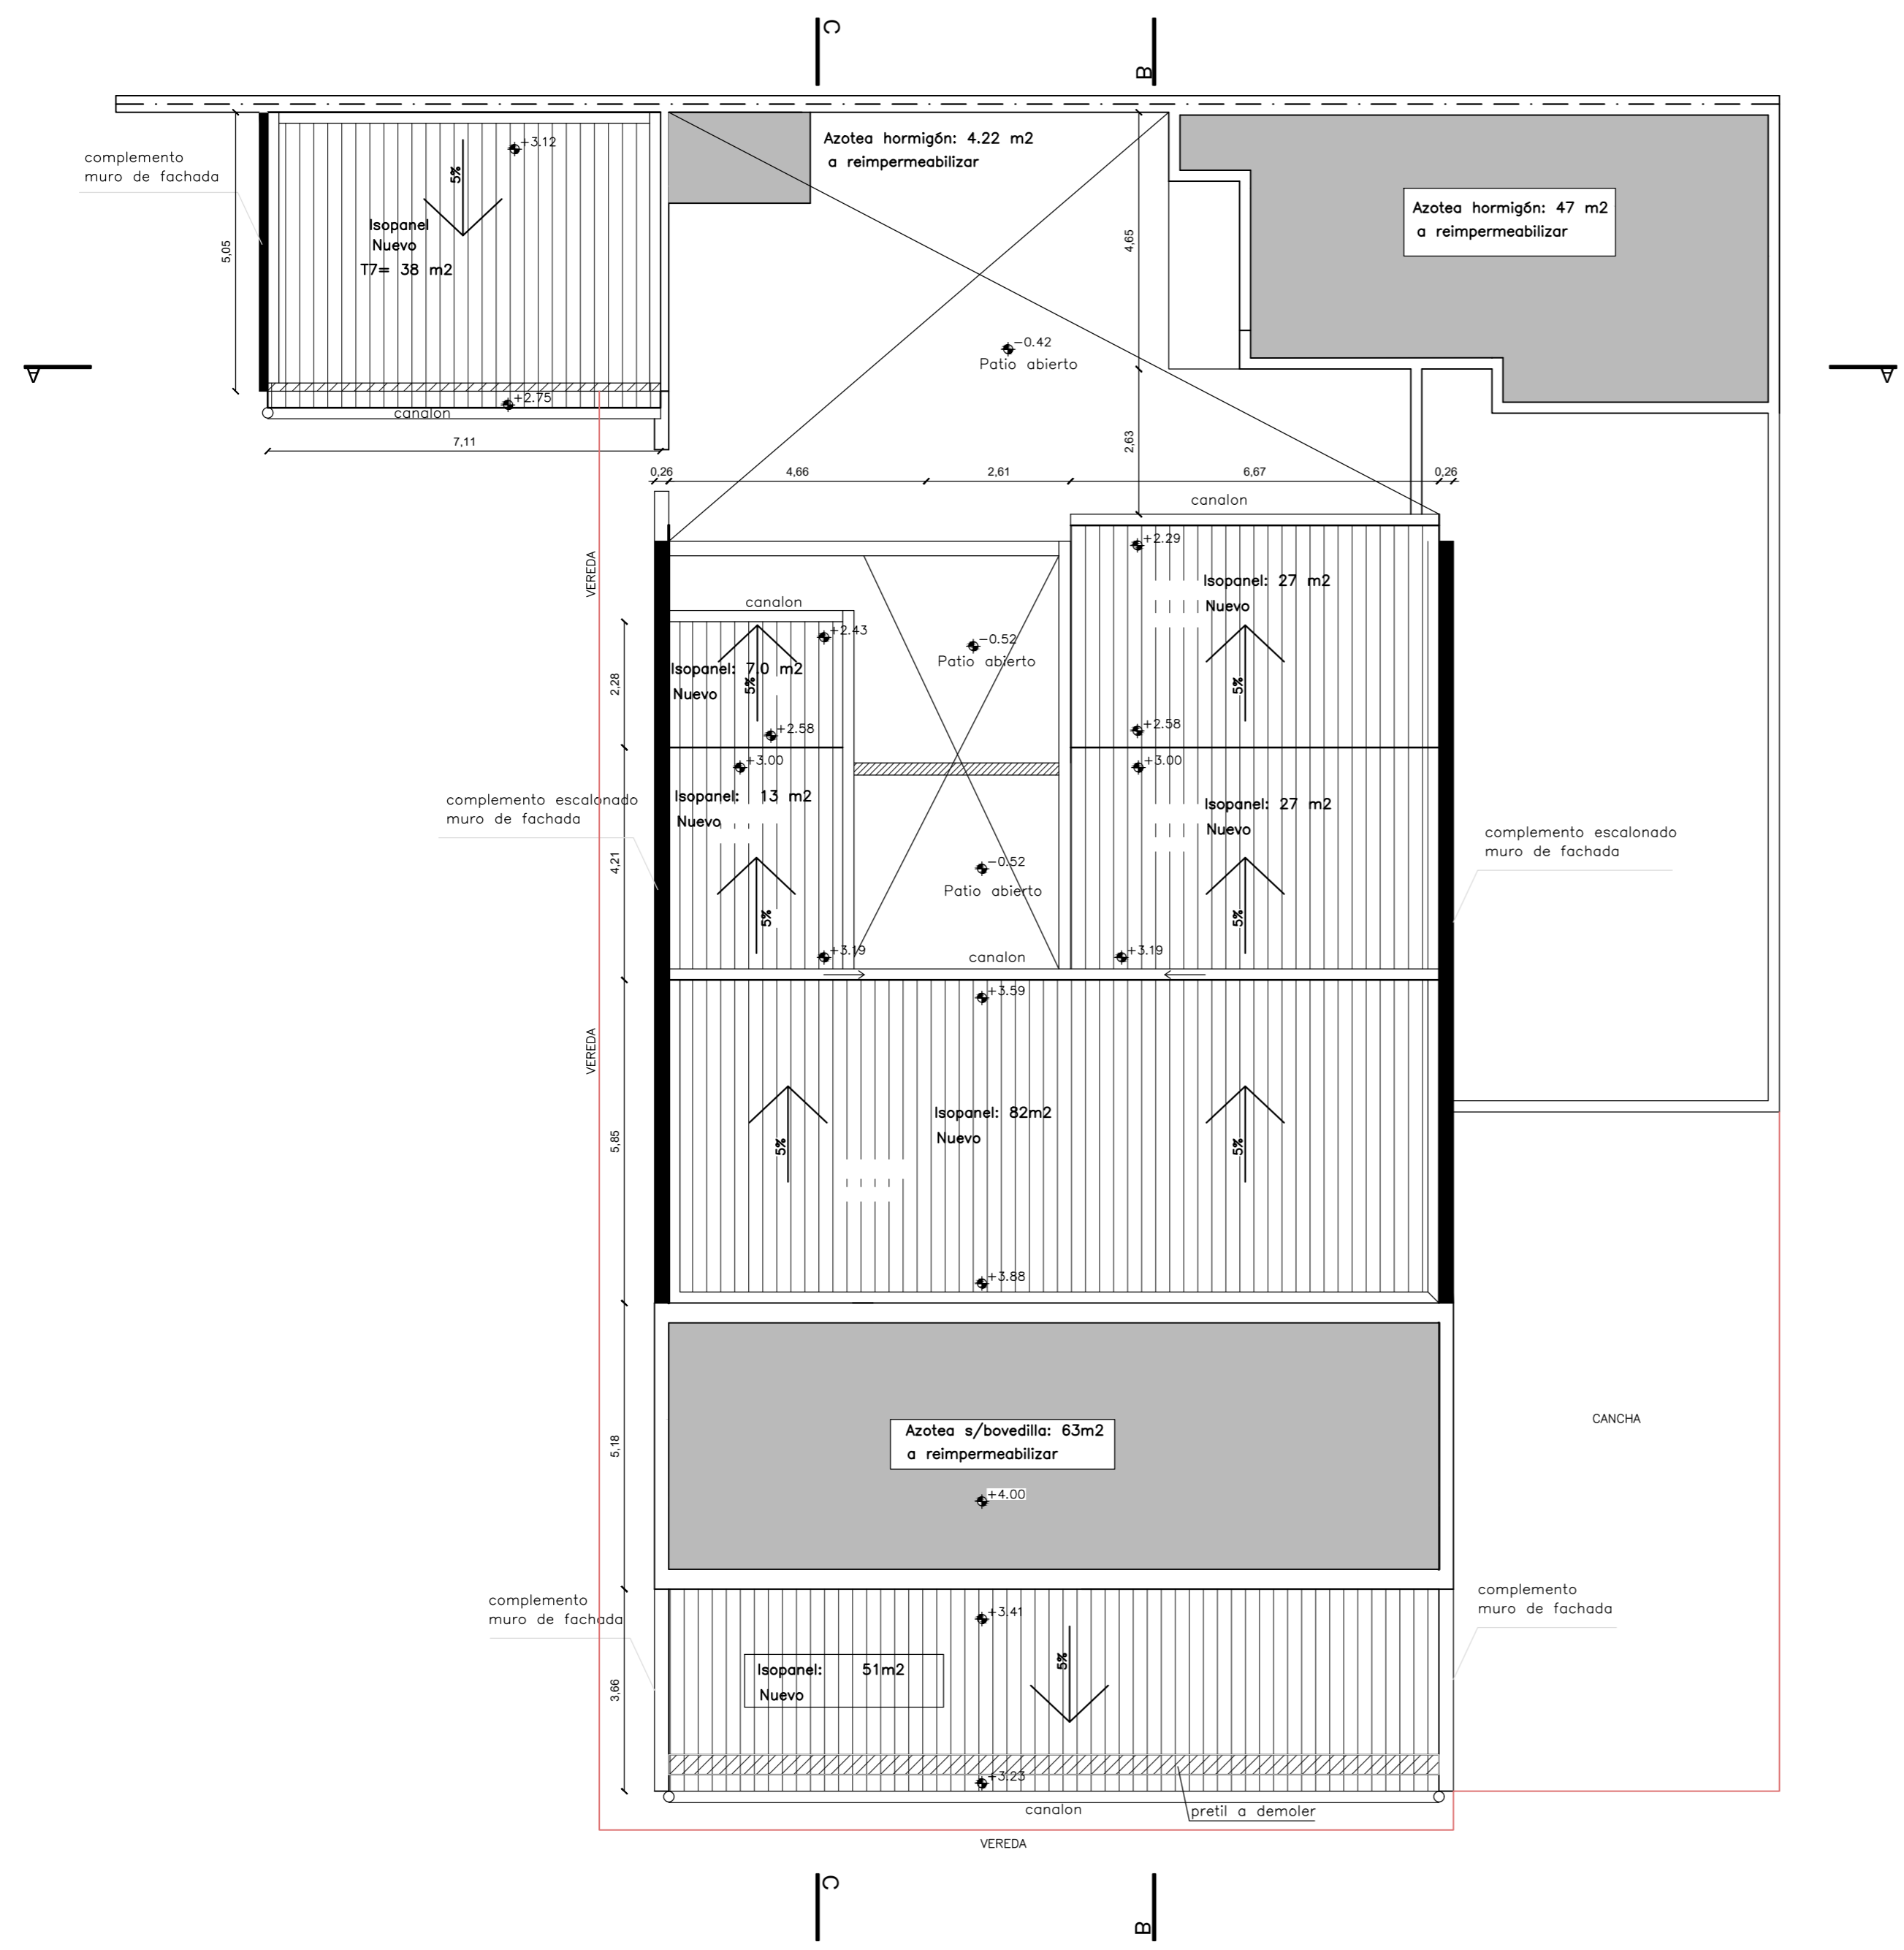 C
B
Azotea hormigón: 4.22 m2
a reimpermeabilizar
+3.12
complemento
muro de fachada
5%
Azotea hormigón: 47 m2
a reimpermeabilizar
Isopanel
Nuevo
T7= 38 m2
5,05
4,65
-0.42
Patio abierto
A
A
+2.75
canalon
7,11
2,63
0,26
4,66
2,61
6,67
0,26
canalon
+2.29
VEREDA
Isopanel: 27 m2
Nuevo
canalon
+2.43
-0.52
Patio abierto
Isopanel: 7.0 m2
Nuevo
5%
5%
2,28
+2.58
+2.58
+3.00
+3.00
complemento escalonado
muro de fachada
Isopanel: 13 m2
Nuevo
Isopanel: 27 m2
Nuevo
complemento escalonado
muro de fachada
4,21
-0.52
Patio abierto
5%
5%
+3.19
+3.19
canalon
+3.59
VEREDA
5,85
Isopanel: 82m2
Nuevo
5%
5%
+3.88
CANCHA
Azotea s/bovedilla: 63m2
a reimpermeabilizar
5,18
+4.00
complemento
muro de fachada
+3.41
complemento
muro de fachada
5%
Isopanel: 51m2
Nuevo
3,66
+3.23
canalon
pretil a demoler
VEREDA
C
B